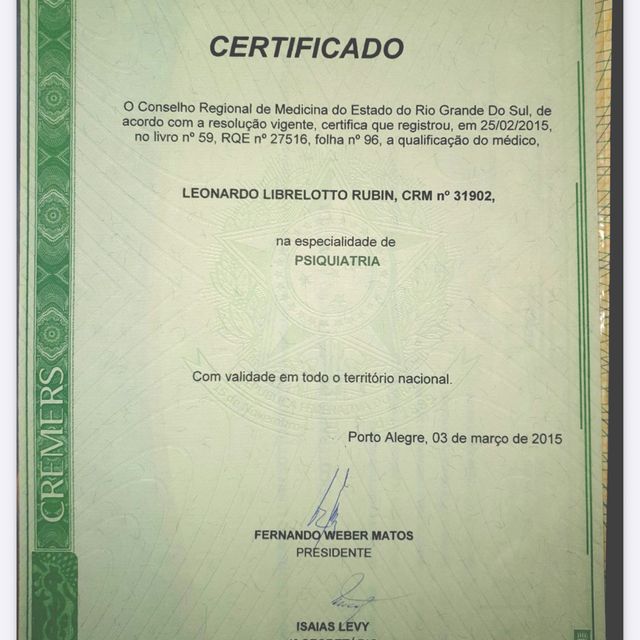 CERTIFICADO
O Conselho Regional de Medicina do Estado do Rio Grande Do Sul, de
acordo com a resolução vigente, certifica que registrou, em 25/02/2015,
no livro nº 59, RQE nº 27516, folha nº 96, a qualificação do médico,
LEONARDO LIBRELOTTO RUBIN, CRM nº 31902,
na especialidade de
PSIQUIATRIA
Com validade em todo o território nacional.
Porto Alegre, 03 de março de 2015
FERNANDO WEBER MATOS
PRESIDENTE
ISAIAS LEVY
CREMERS